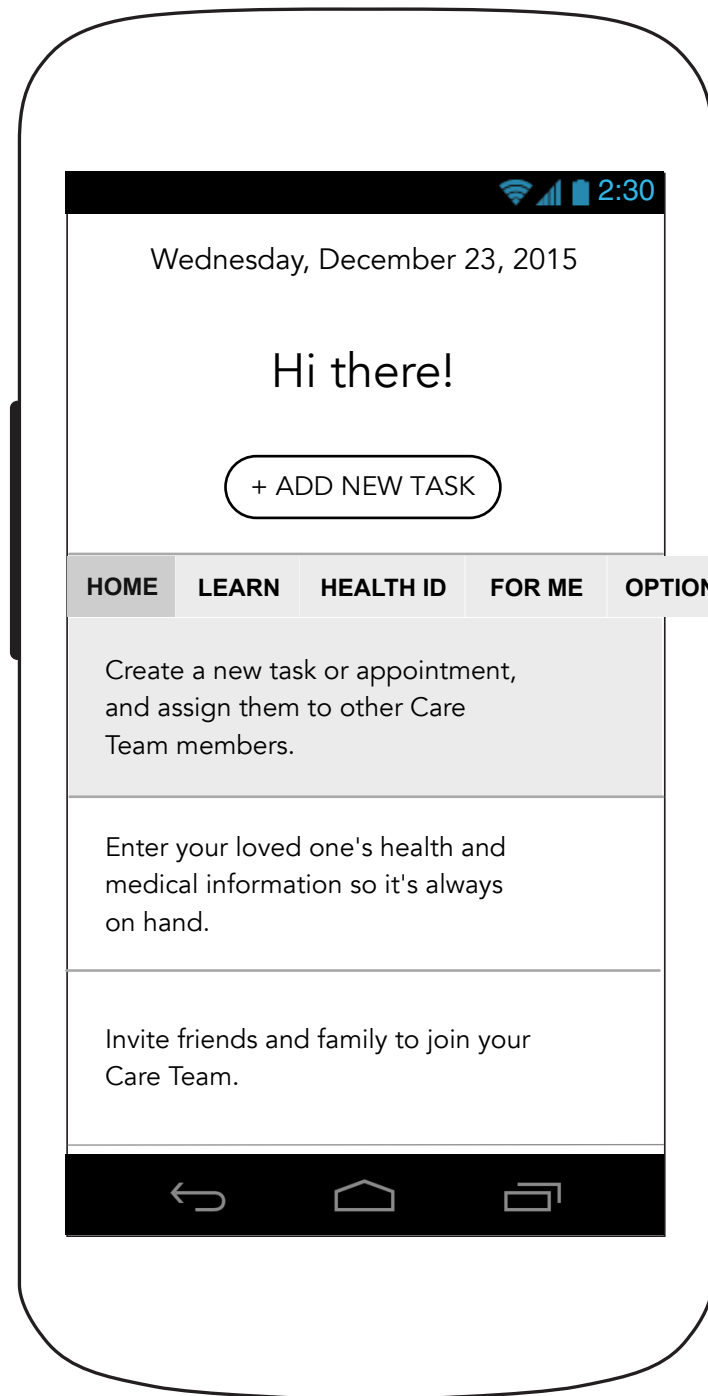 2:30
Wednesday, December 23, 2015
Hi there!
+ ADD NEW TASK
HOME LEARN HEALTH ID FOR ME OPTION
Create a new task or appointment,
and assign them to other Care
Team members.
Enter your loved one's health and
medical information so it's always
on hand.
Invite friends and family to join your
Care Team.